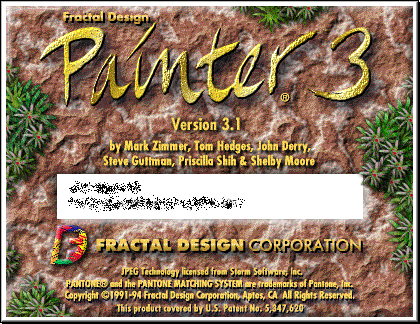 Fractal Design
Painter 3
®
Version 3.1
by Mark Zimmer, Tom Hedges, John Derry,
Steve Guttman, Priscilla Shih & Shelby Moore
FRACTAL DESIGN CORPORATION
JPEG Technology licensed from Storm Software, Inc.
PANTONE® and the PANTONE MATCHING SYSTEM are trademarks of Pantone, Inc.
Copyright ©1991-94 Fractal Design Corporation, Aptos, CA All Rights Reserved.
This product covered by U.S. Patent No: 5,347,620